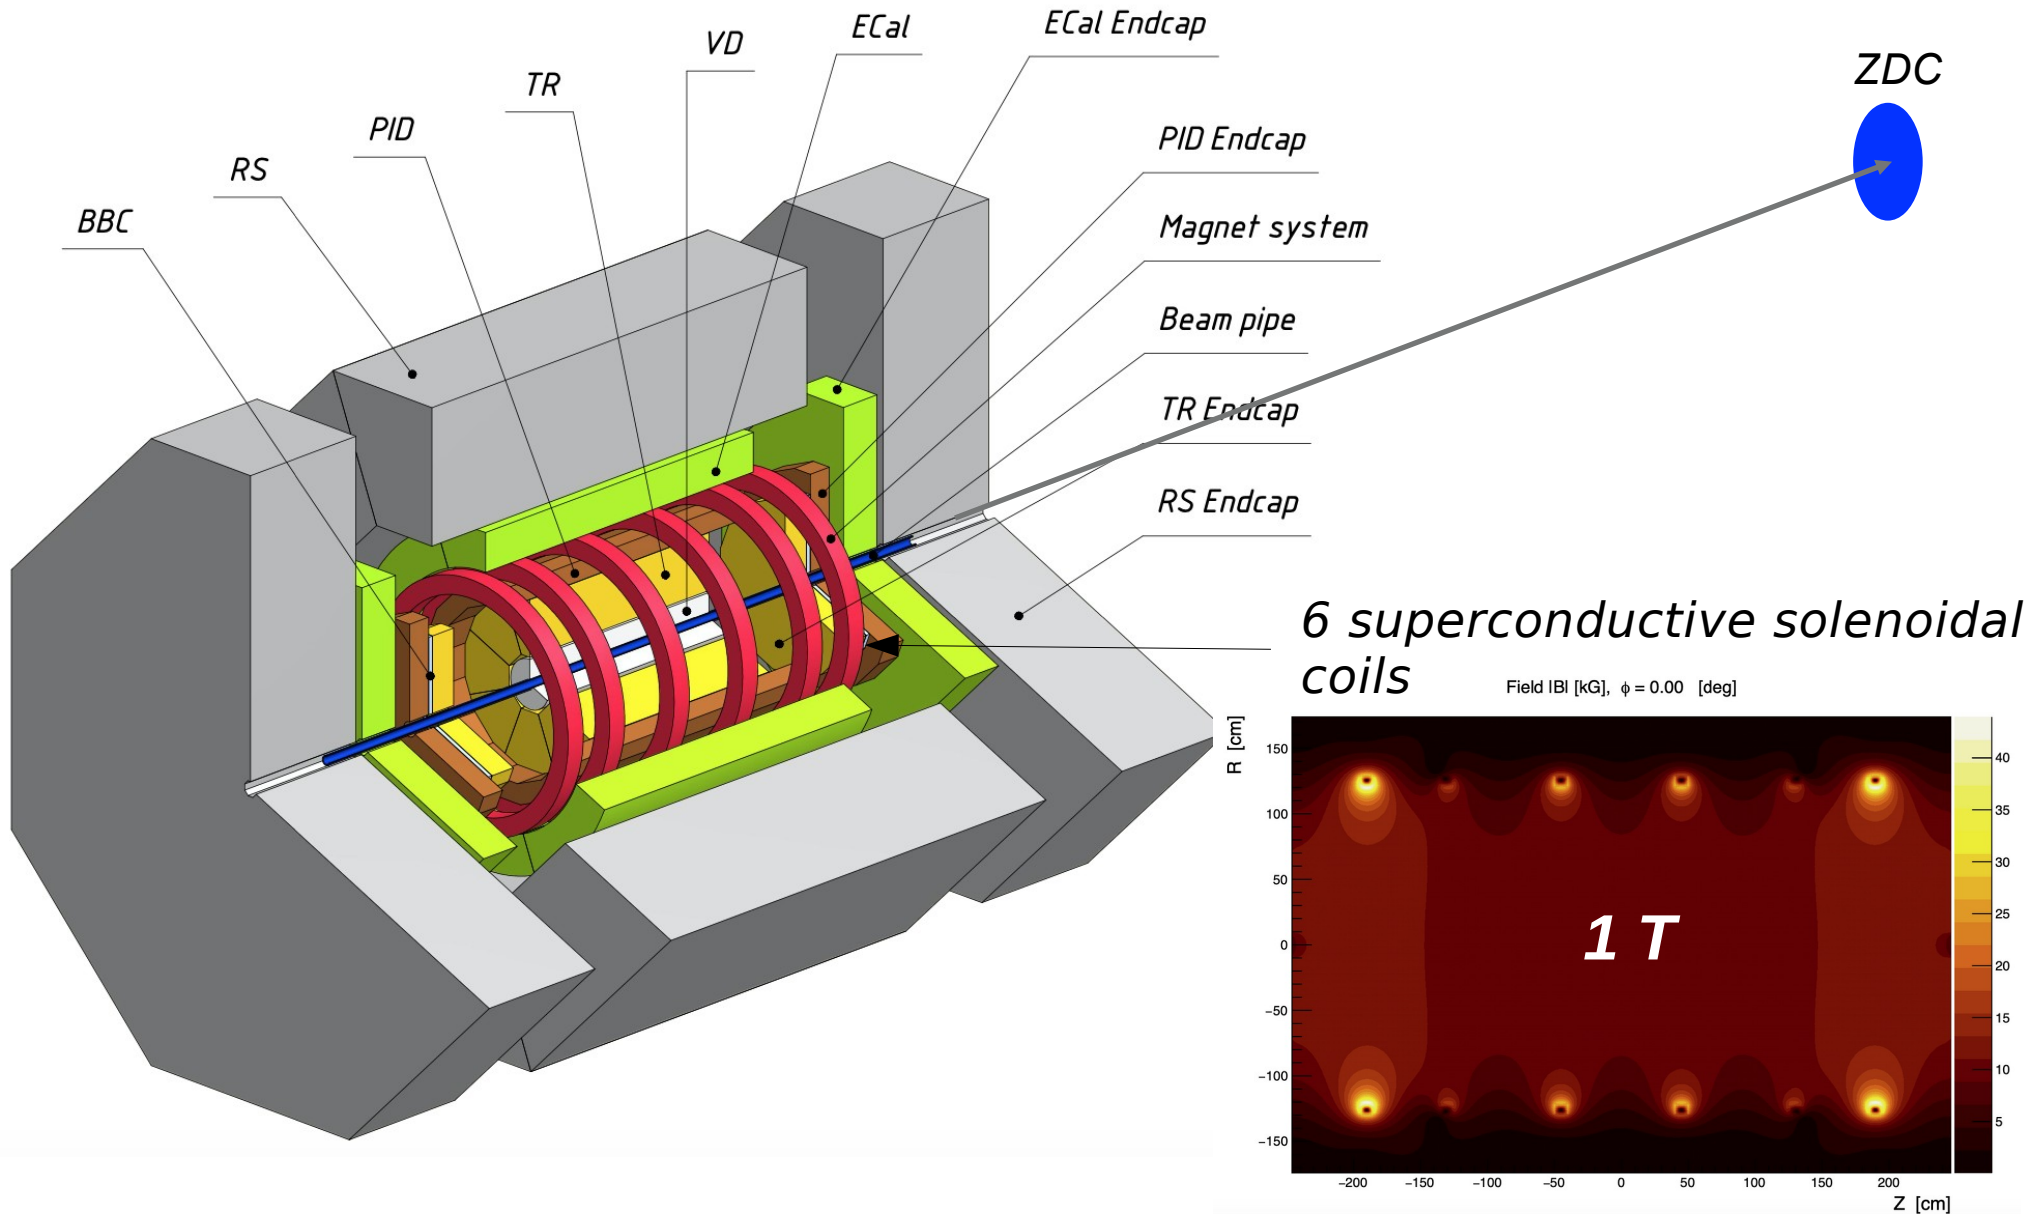 ECal Endcap
ECal
VD
ZDC
TR
PID
PID Endcap
RS
BBC
Magnet system
Beam pipe
TR Endcap
RS Endcap
6 superconductive solenoidal
coils
Field |B| [kG], ϕ = 0.00 [deg]
R [cm]
150
100
50
0
−50
−100
−150
1 T
40
35
30
25
20
15
10
5
−200 −150 −100 −50 0 50 100 150 200
Z [cm]